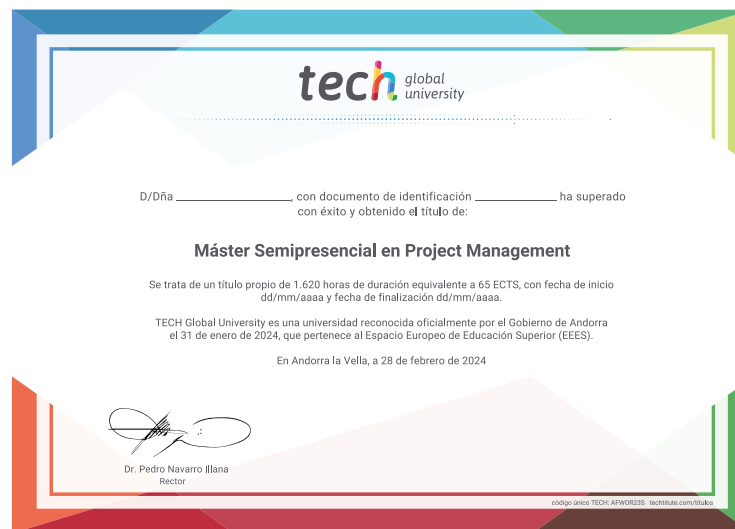 tech global university
D/Dña ____________, con documento de identificación ____________ ha superado
con éxito y obtenido el título de:
Máster Semipresencial en Project Management
Se trata de un título propio de 1.620 horas de duración equivalente a 65 ECTS, con fecha de inicio
dd/mm/aaaa y fecha de finalización dd/mm/aaaa.
TECH Global University es una universidad reconocida oficialmente por el Gobierno de Andorra
el 31 de enero de 2024, que pertenece al Espacio Europeo de Educación Superior (EEES).
En Andorra la Vella, a 28 de febrero de 2024
Dr. Pedro Navarro Illana
Rector
código único TECH: AFWOR23S techtitute.com/titulos